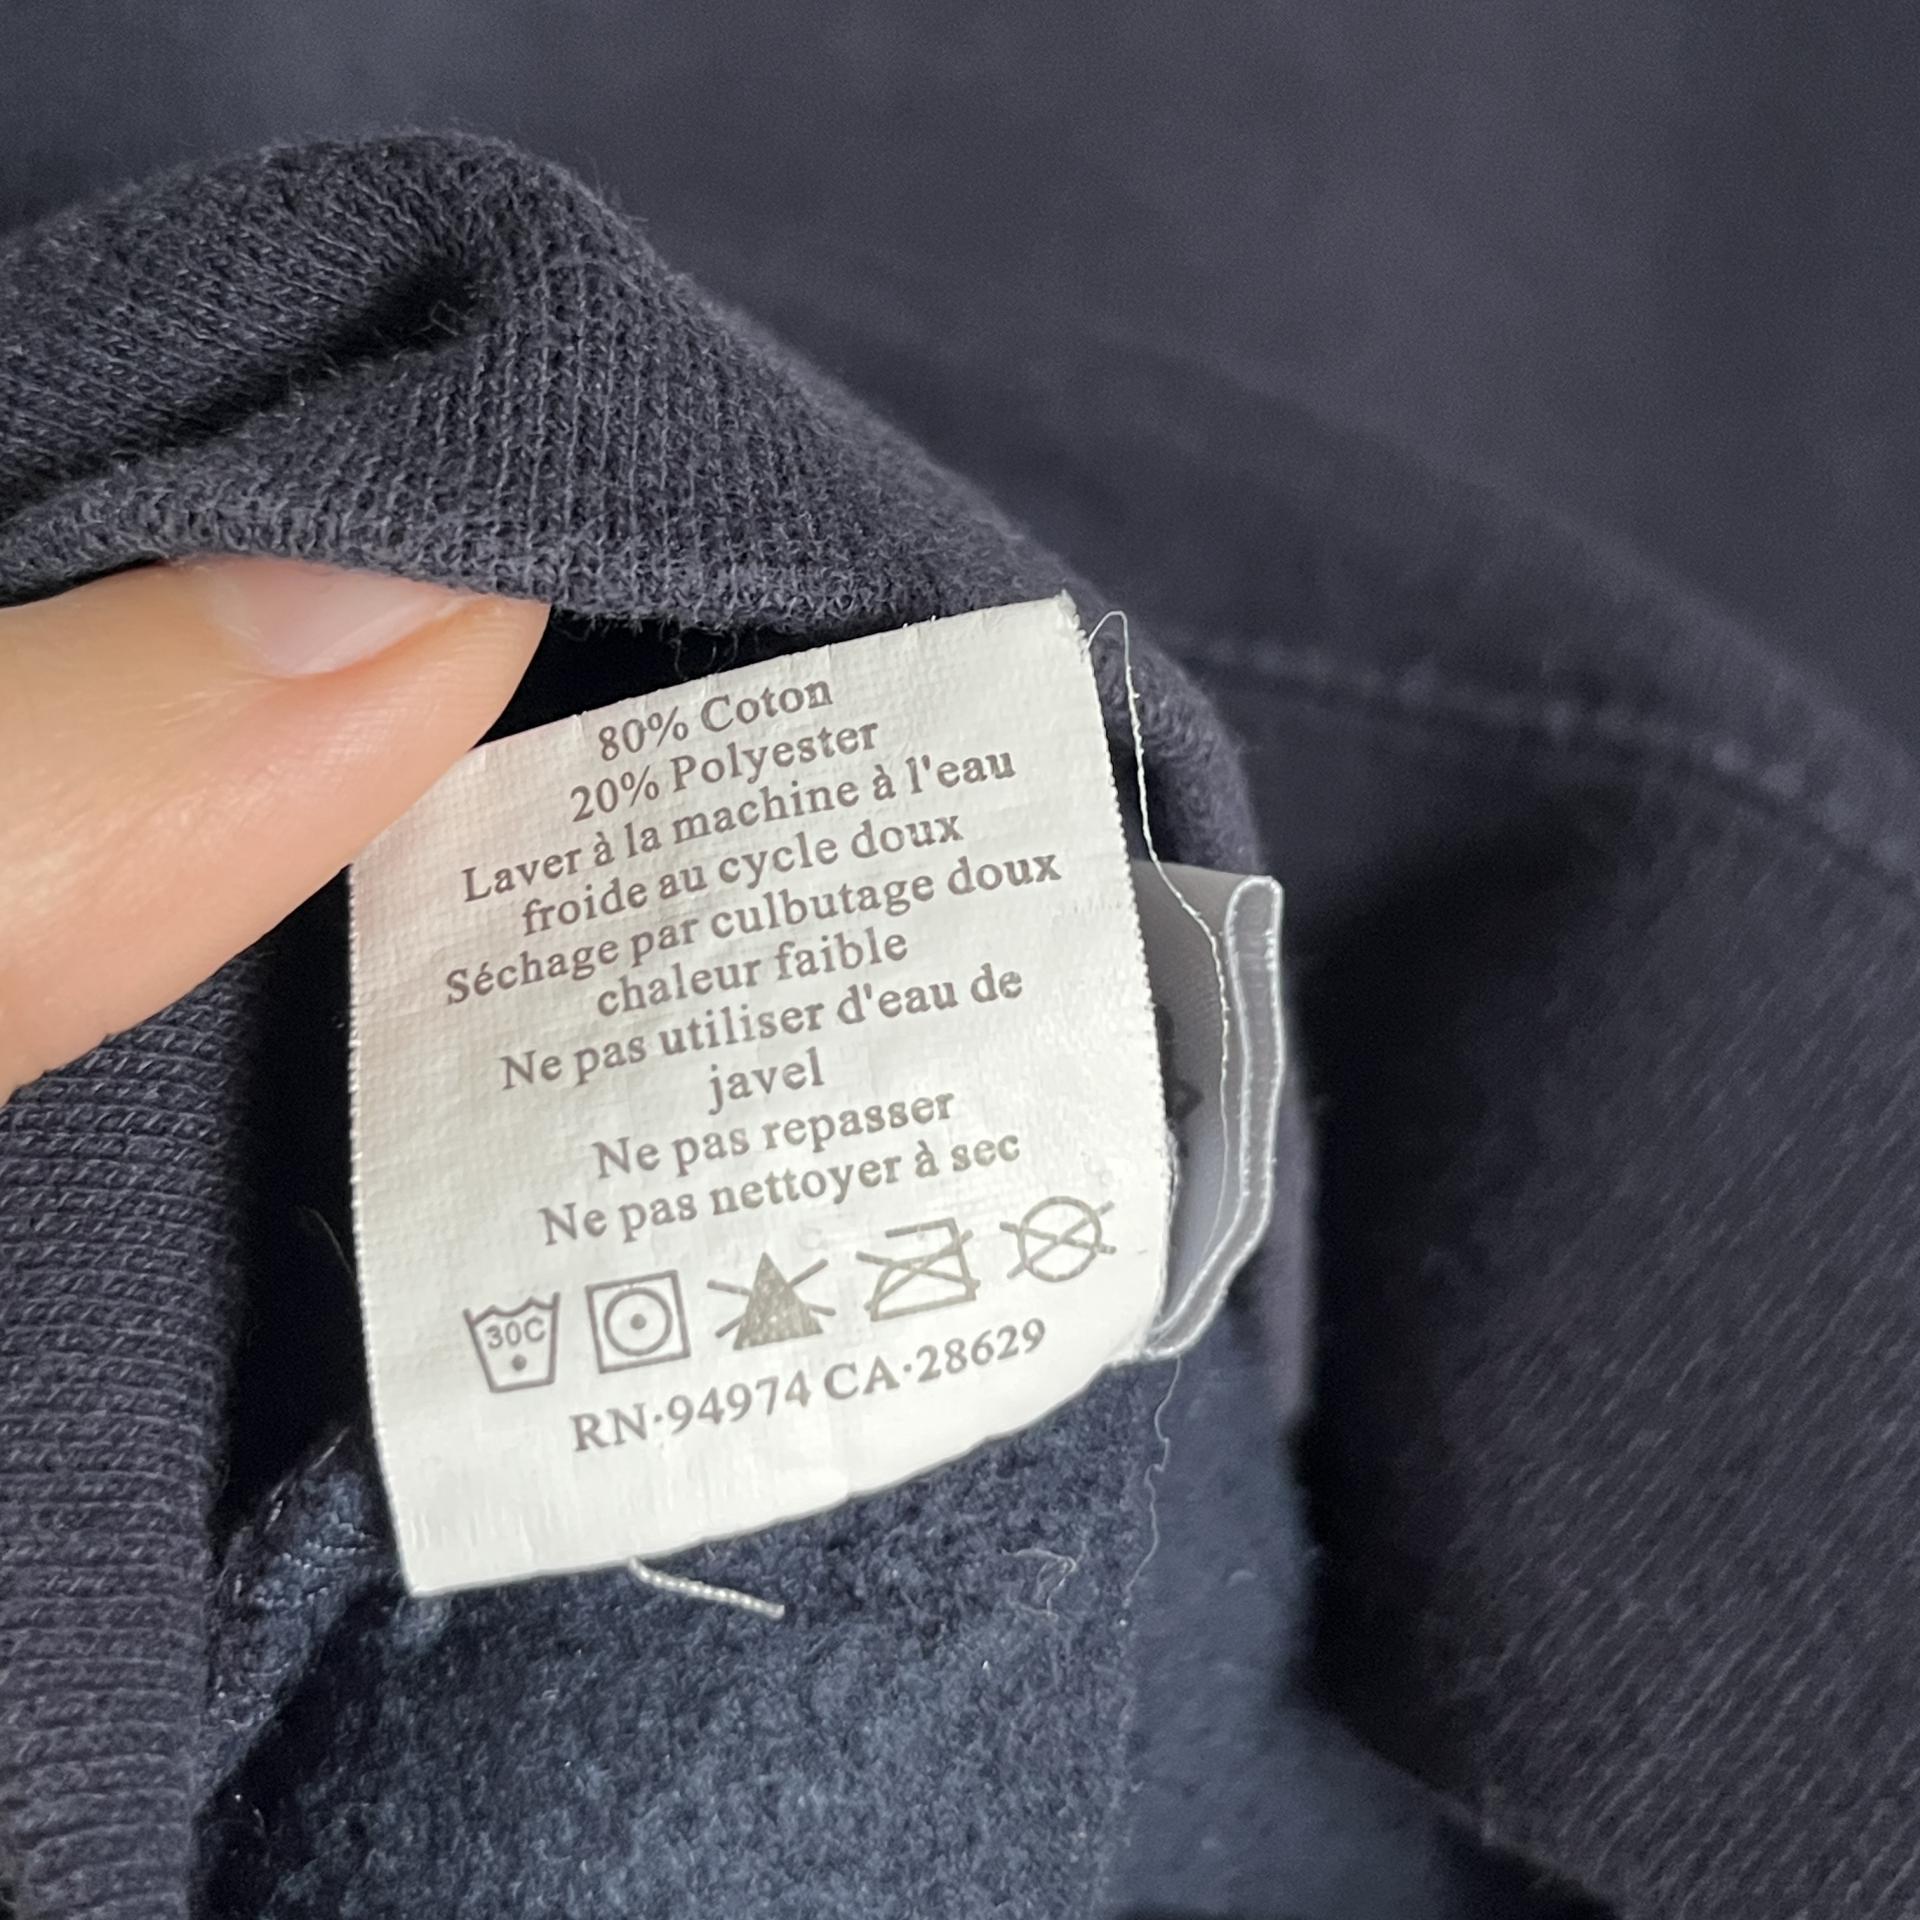 80% Coton
20% Polyester
Laver à la machine à l'eau
froide au cycle doux
Séchage par culbutage doux
chaleur faible
Ne pas utiliser d'eau de
javel
Ne pas repasser
Ne pas nettoyer à sec
30C
RN·94974 CA·28629